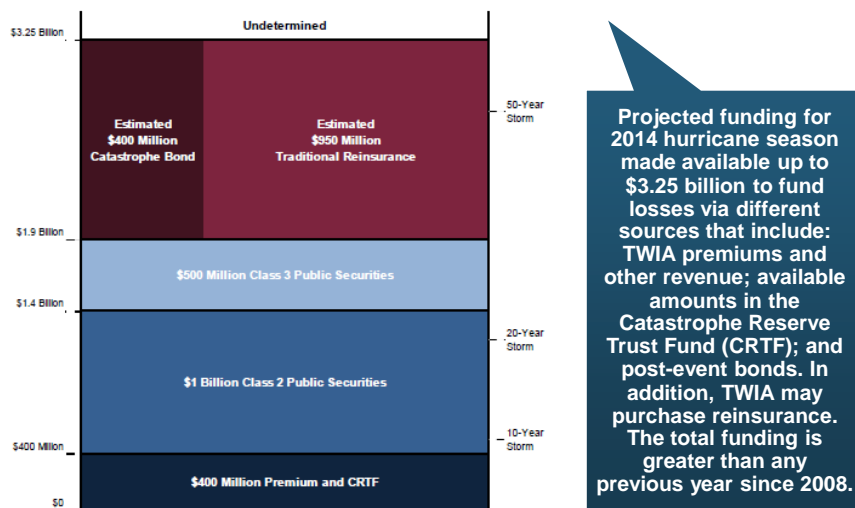 Undetermined
$3.25 Billion
Estimated
$400 Million
Catastrophe Bond
Estimated
$950 Million
Traditional Reinsurance
50-Year
Storm
$1.9 Billion
$500 Million Class 3 Public Securities
$1.4 Billion
20-Year
Storm
$1 Billion Class 2 Public Securities
10-Year
Storm
$400 Million
$400 Million Premium and CRTF
$0
Projected funding for
2014 hurricane season
made available up to
$3.25 billion to fund
losses via different
sources that include:
TWIA premiums and
other revenue; available
amounts in the
Catastrophe Reserve
Trust Fund (CRTF); and
post-event bonds. In
addition, TWIA may
purchase reinsurance.
The total funding is
greater than any
previous year since 2008.